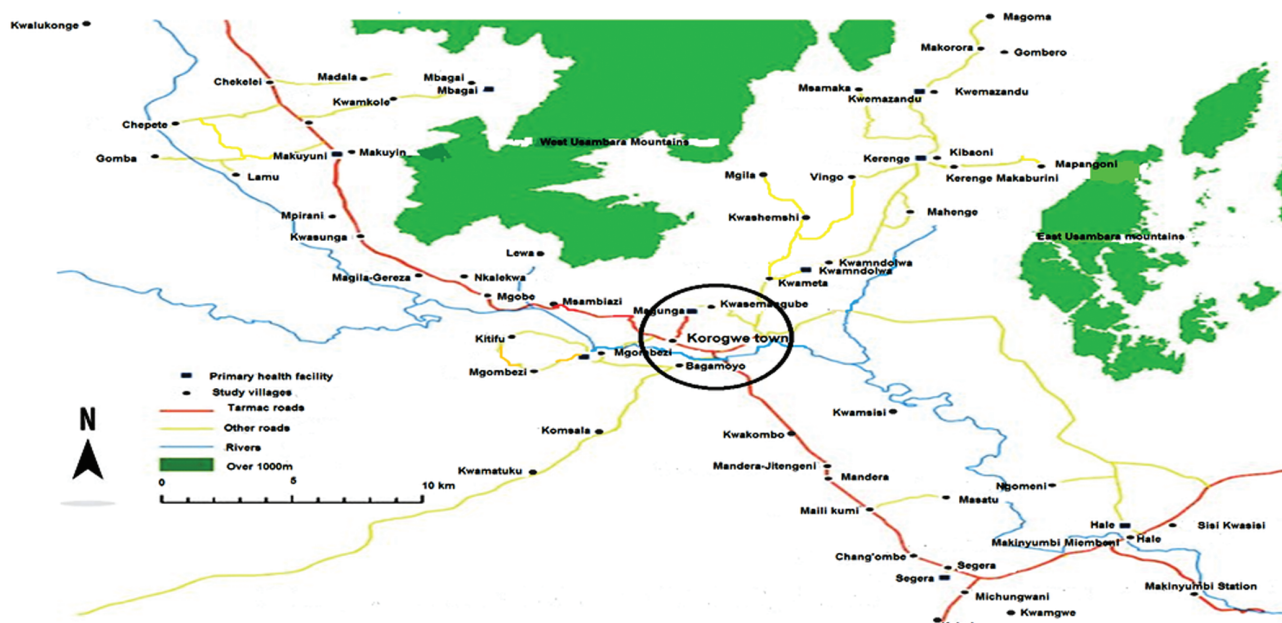 Kwalukonge
Magoma
Makorora
Gombero
Chekelei
Madala
Mbagai
Mbagai
Kwamkole
Msamaka
Kwemazandu
Kwemazandu
Chepete
West Usambara Mountains
Gomba
Makuyuni
Makuyin
Kerenge
Kibaoni
Mapangoni
Kerenge Makaburini
Lamu
Mgila
Vingo
Mpirani
Kwashemshi
Mahenge
Kwasunga
East Usambara mountains
Lewa
Kwamndolwa
Kwamndolwa
Magila-Gereza
Nkalekwa
Kwameta
Mgobe
Msambiazi
Magunga
Kwasemangube
Kitifu
Korogwe town
Mgombezi
Mgombezi
Bagamoyo
Primary health facility
Study villages
Tarmac roads
Other roads
Rivers
Over 1000m
N
0
5
10 km
Kwamsisi
Komsala
Kwakombo
Kwamatuku
Mandera-Jitengeni
Mandera
Ngomeni
Masatu
Maili kumi
Hale
Sisi Kwasisi
Makinyumbi Miembeni
Hale
Chang'ombe
Segera
Segera
Makinyumbi Station
Michungwani
Kwamgwe